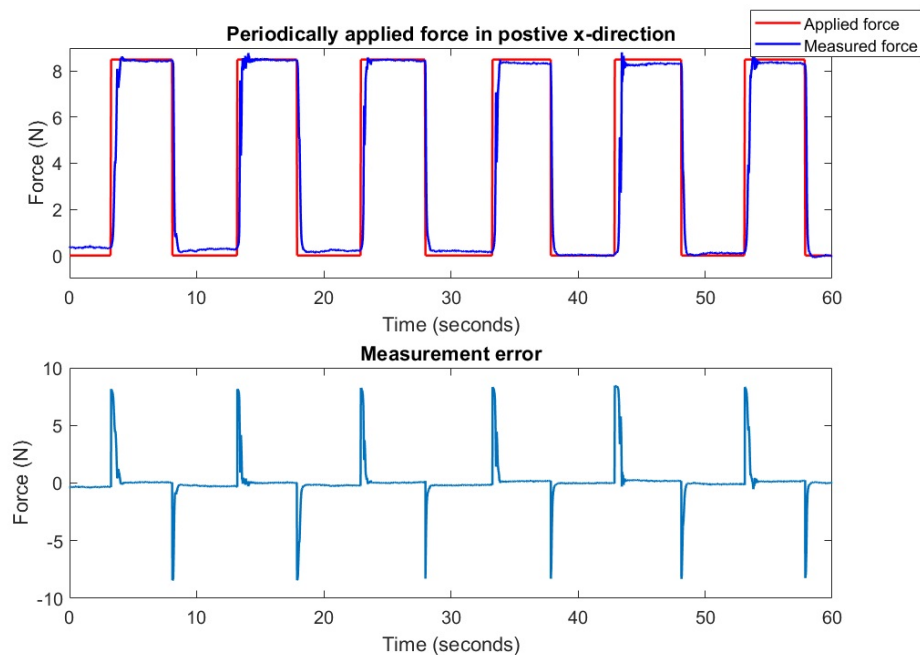 Periodically applied force in postive x-direction
Applied force
Measured force
Force (N)
8
6
4
2
0
0 10 20 30 40 50 60
Time (seconds)
Measurement error
Force (N)
10
5
0
-5
-10
0 10 20 30 40 50 60
Time (seconds)